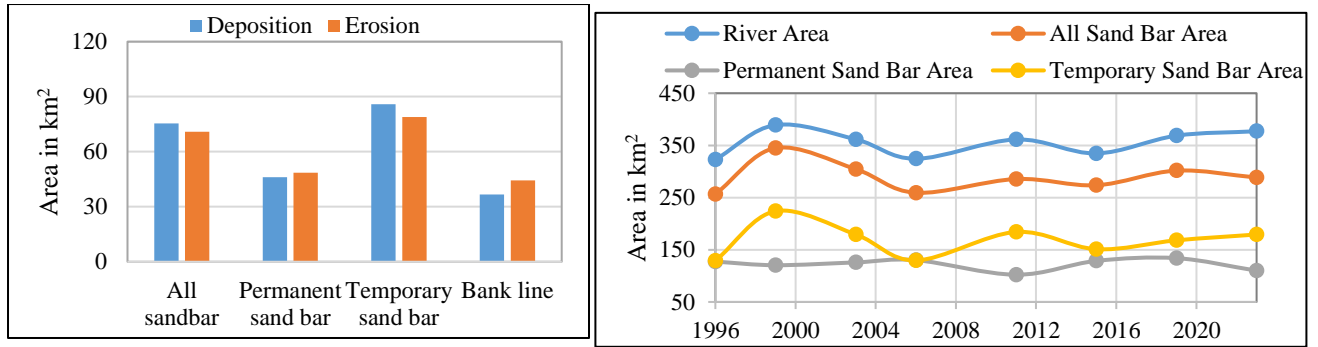 Deposition Erosion
Area in km²
120
90
60
30
0
All sandbar
Permanent sand bar
Temporary sand bar
Bank line
River Area
All Sand Bar Area
Permanent Sand Bar Area
Temporary Sand Bar Area
Area in km²
450
350
250
150
50
1996 2000 2004 2008 2012 2016 2020